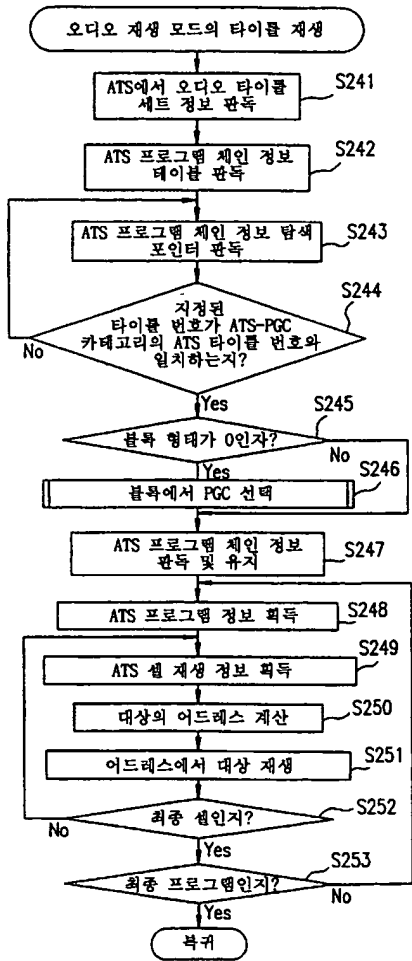 오디오 재생 모드의 타이틀 재생
ATS에서 오디오 타이틀
세트 정보 판독
S241
ATS 프로그램 체인 정보
테이블 판독
S242
ATS 프로그램 체인 정보 탐색
포인터 판독
S243
지정된
타이틀 번호가 ATS-PGC
카테고리의 ATS 타이틀 번호와
일치하는지?
S244
No
Yes
블록 형태가 0인자?
S245
No
Yes
블록에서 PGC 선택
S246
ATS 프로그램 체인 정보
판독 및 유지
S247
ATS 프로그램 정보 획득
S248
ATS 셀 재생 정보 획득
S249
대상의 어드레스 계산
S250
어드레스에서 대상 재생
S251
최종 셀인지?
S252
No
Yes
최종 프로그램인지?
S253
No
Yes
복귀